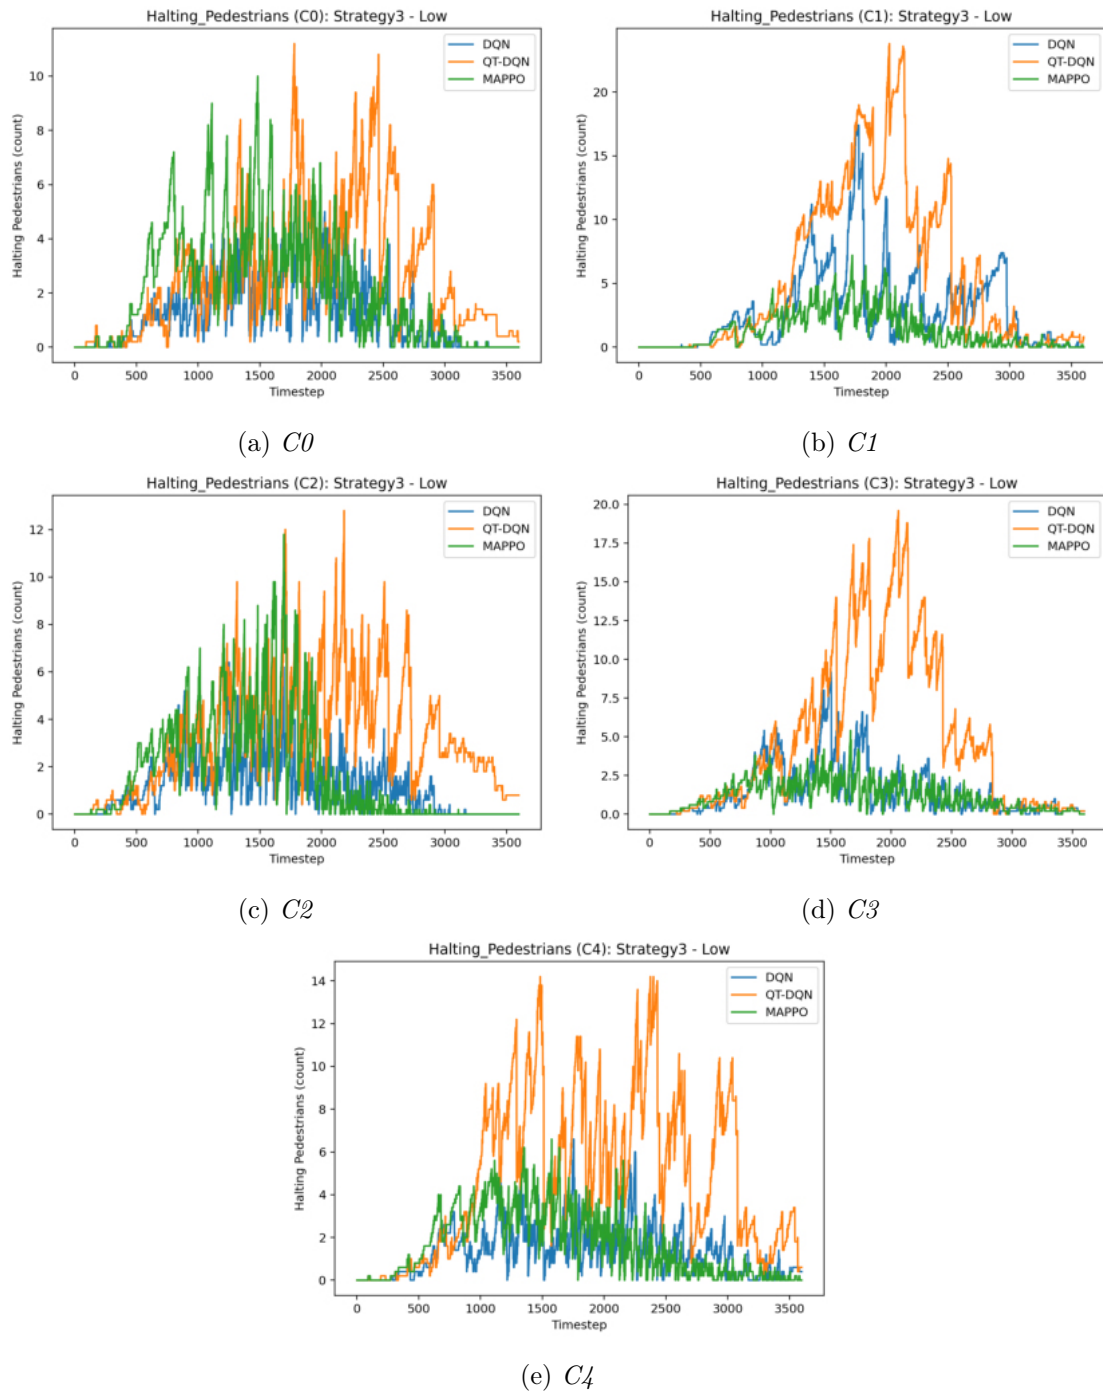 Halting_Pedestrians (C0): Strategy3 - Low
Halting Pedestrians (count)
10
8
6
4
2
0
DQN
QT-DQN
MAPPO
0 500 1000 1500 2000 2500 3000 3500
Timestep
(a) C0
Halting_Pedestrians (C1): Strategy3 - Low
Halting Pedestrians (count)
20
15
10
5
0
DQN
QT-DQN
MAPPO
0 500 1000 1500 2000 2500 3000 3500
Timestep
(b) C1
Halting_Pedestrians (C2): Strategy3 - Low
Halting Pedestrians (count)
12
10
8
6
4
2
0
DQN
QT-DQN
MAPPO
0 500 1000 1500 2000 2500 3000 3500
Timestep
(c) C2
Halting_Pedestrians (C3): Strategy3 - Low
Halting Pedestrians (count)
20.0
17.5
15.0
12.5
10.0
7.5
5.0
2.5
0.0
DQN
QT-DQN
MAPPO
0 500 1000 1500 2000 2500 3000 3500
Timestep
(d) C3
Halting_Pedestrians (C4): Strategy3 - Low
Halting Pedestrians (count)
14
12
10
8
6
4
2
0
DQN
QT-DQN
MAPPO
0 500 1000 1500 2000 2500 3000 3500
Timestep
(e) C4